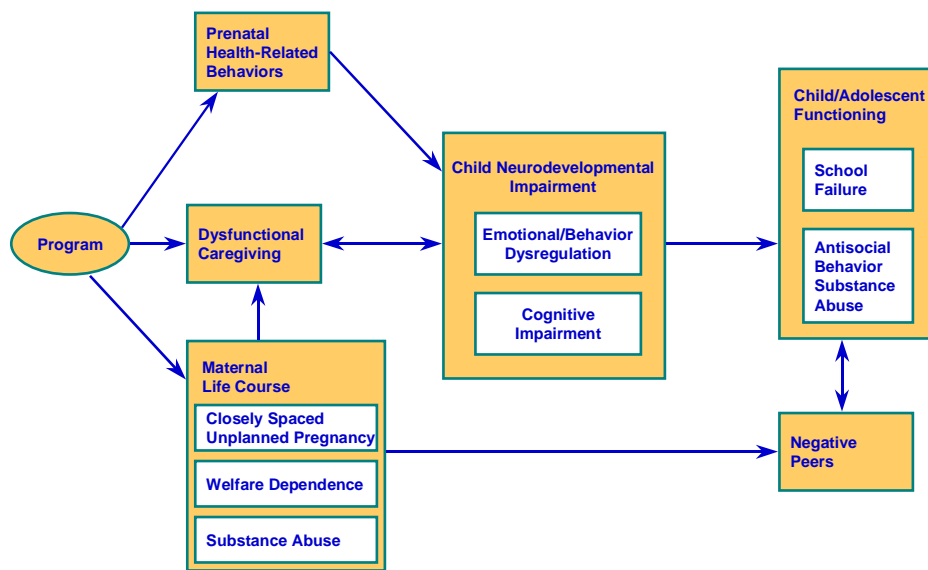 Prenatal
Health-Related
Behaviors
Program
Dysfunctional
Caregiving
Maternal
Life Course
Closely Spaced
Unplanned Pregnancy
Welfare Dependence
Substance Abuse
Child Neurodevelopmental
Impairment
Emotional/Behavior
Dysregulation
Cognitive
Impairment
Child/Adolescent
Functioning
School
Failure
Antisocial
Behavior
Substance
Abuse
Negative
Peers